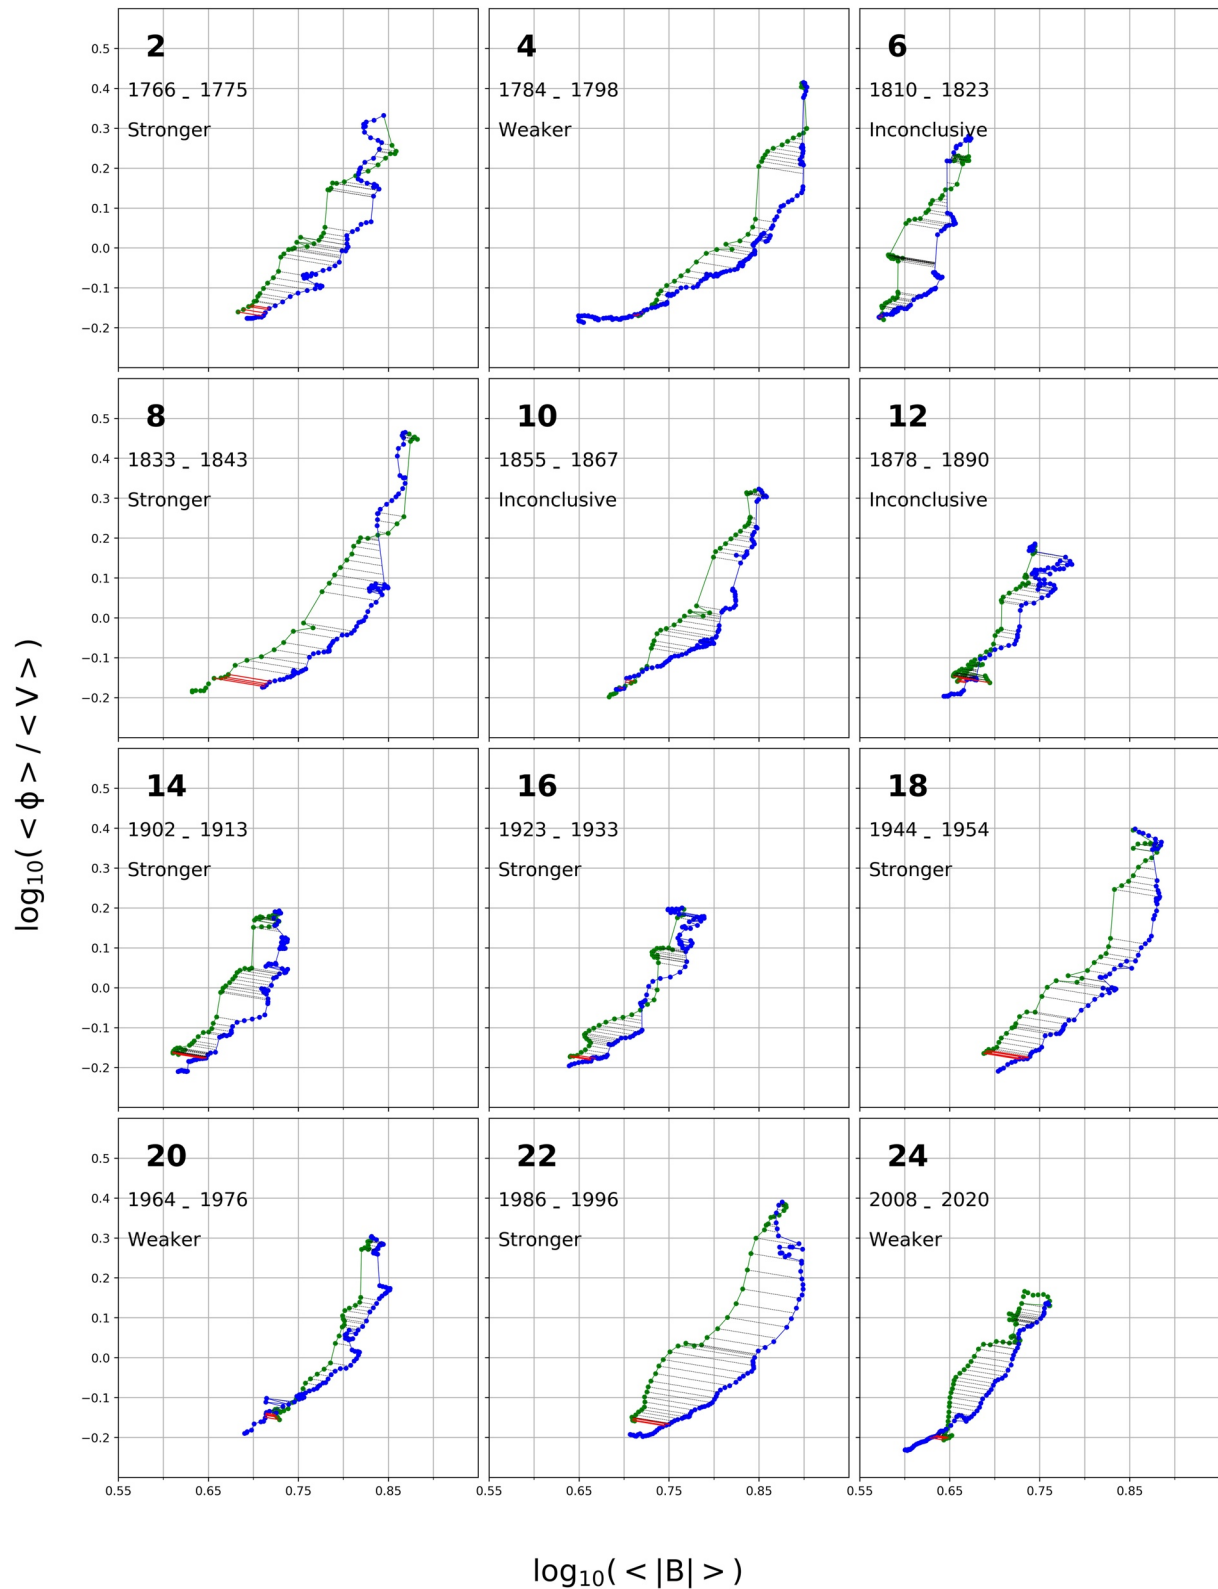 2
1766 - 1775
Stronger
4
1784 - 1798
Weaker
6
1810 - 1823
Inconclusive
0.5
0.4
0.3
0.2
0.1
0.0
−0.1
−0.2
8
1833 - 1843
Stronger
10
1855 - 1867
Inconclusive
12
1878 - 1890
Inconclusive
0.5
0.4
0.3
0.2
0.1
0.0
−0.1
−0.2
log₁₀( < ϕ > / < V > )
14
1902 - 1913
Stronger
16
1923 - 1933
Stronger
18
1944 - 1954
Stronger
0.5
0.4
0.3
0.2
0.1
0.0
−0.1
−0.2
20
1964 - 1976
Weaker
22
1986 - 1996
Stronger
24
2008 - 2020
Weaker
0.5
0.4
0.3
0.2
0.1
0.0
−0.1
−0.2
0.55 0.65 0.75 0.85 0.55 0.65 0.75 0.85 0.55 0.65 0.75 0.85
log₁₀( < |B| > )